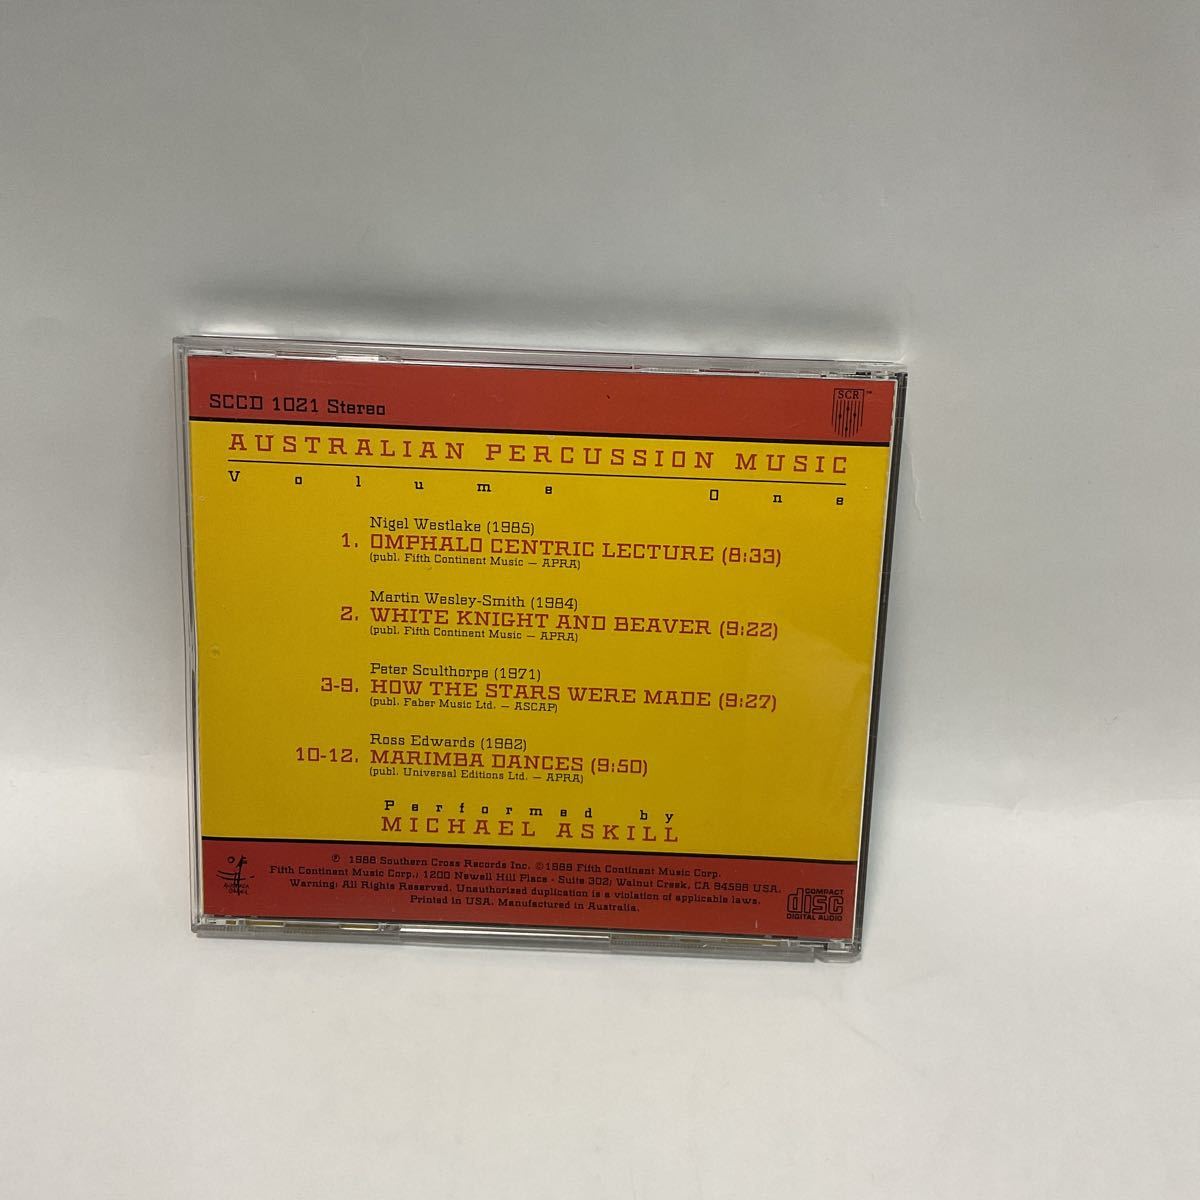 SCCD 1021 Stereo
SCR ™
AUSTRALIAN PERCUSSION MUSIC
Volume One
Nigel Westlake (1985)
1. OMPHALO CENTRIC LECTURE (8:33)
(publ. Fifth Continent Music — APRA)
Martin Wesley-Smith (1984)
2. WHITE KNIGHT AND BEAVER (9:22)
(publ. Fifth Continent Music — APRA)
Peter Sculthorpe (1971)
3-9. HOW THE STARS WERE MADE (9:27)
(publ. Faber Music Ltd. — ASCAP)
Ross Edwards (1982)
10-12. MARIMBA DANCES (9:50)
(publ. Universal Editions Ltd. — APRA)
Performed by
MICHAEL ASKILL
℗ 1988 Southern Cross Records Inc. ©1988 Fifth Continent Music Corp.
Fifth Continent Music Corp.; 1200 Newell Hill Place - Suite 302; Walnut Creek, CA 94596 USA.
Warning: All Rights Reserved. Unauthorized duplication is a violation of applicable laws.
Printed in USA. Manufactured in Australia.
COMPACT
disc
DIGITAL AUDIO